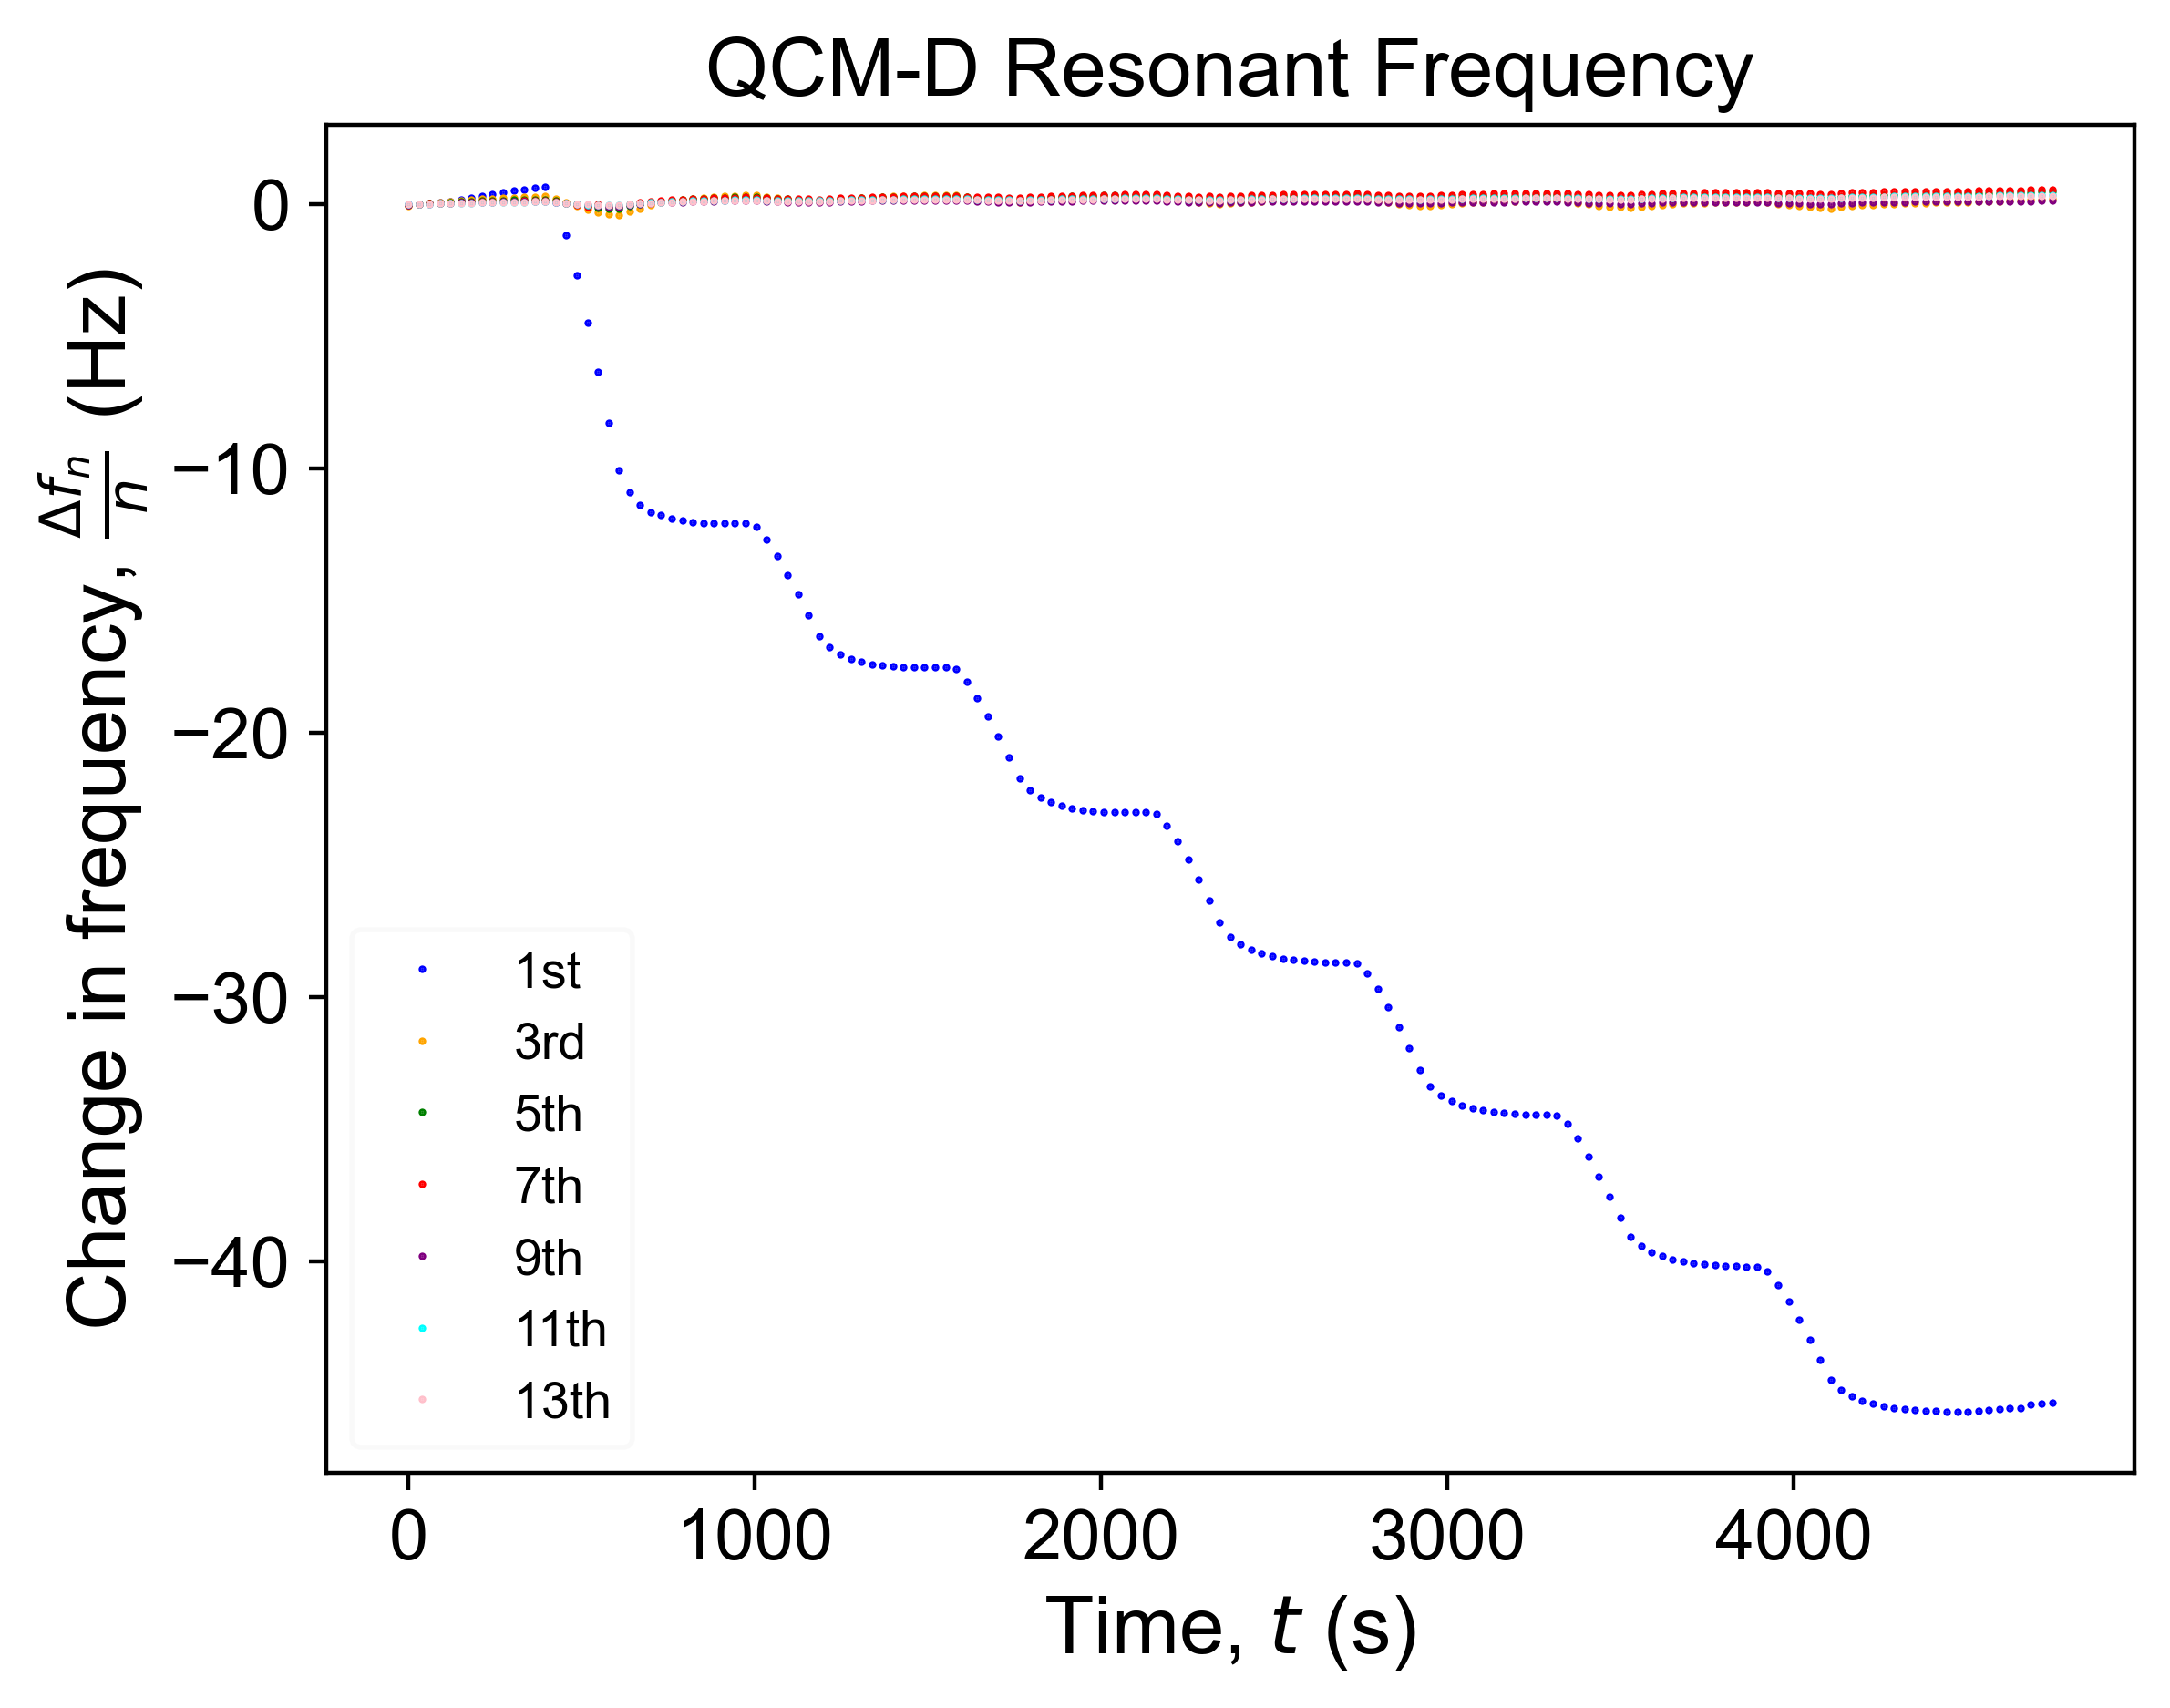 QCM-D Resonant Frequency
Change in frequency, Δfn/n (Hz)
0
−10
−20
−30
−40
1st
3rd
5th
7th
9th
11th
13th
0 1000 2000 3000 4000
Time, t (s)